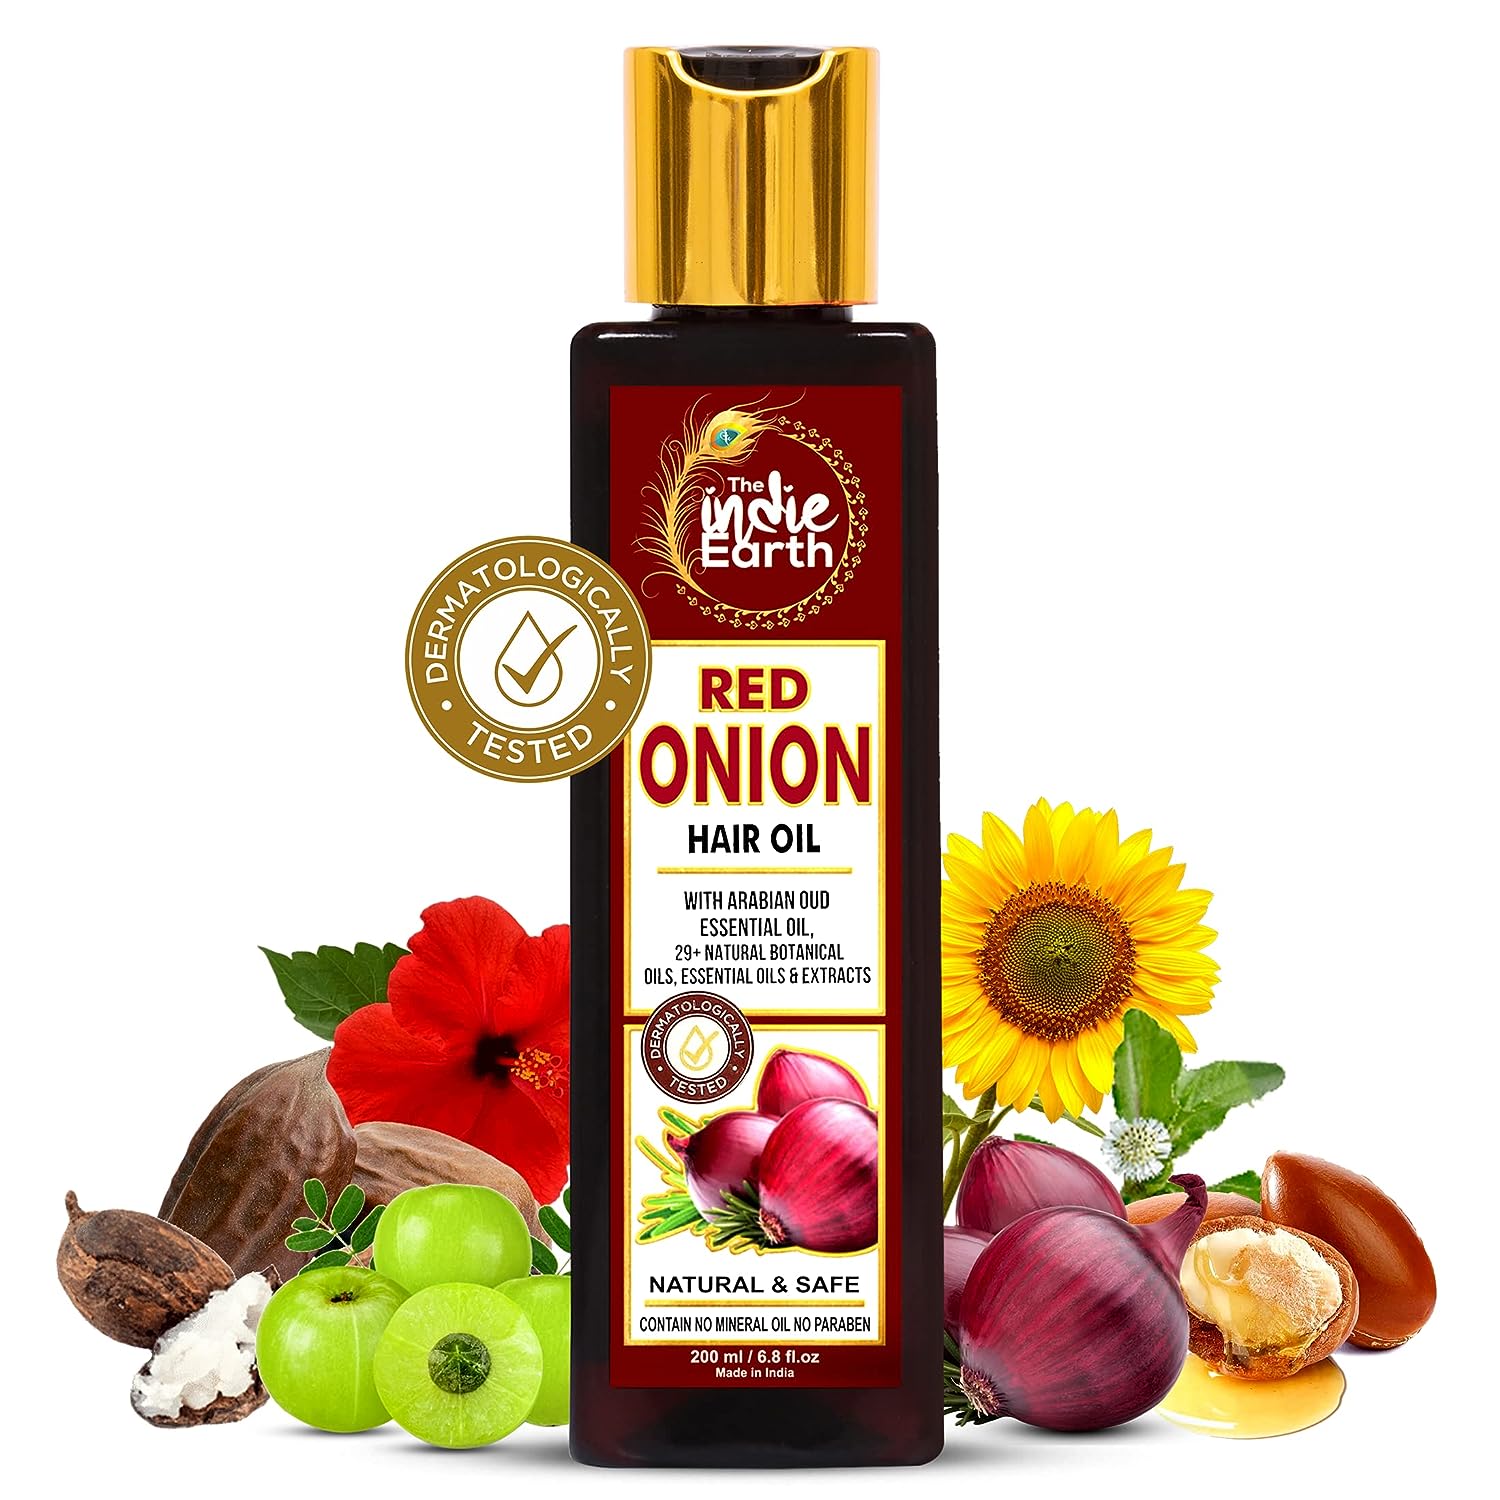 The
indie
Earth
DERMATOLOGICALLY
TESTED
RED
ONION
HAIR OIL
WITH ARABIAN OUD
ESSENTIAL OIL,
29+ NATURAL BOTANICAL
OILS, ESSENTIAL OILS & EXTRACTS
DERMATOLOGICALLY
TESTED
NATURAL & SAFE
CONTAIN NO MINERAL OIL NO PARABEN
200 ml / 6.8 fl.oz
Made in India